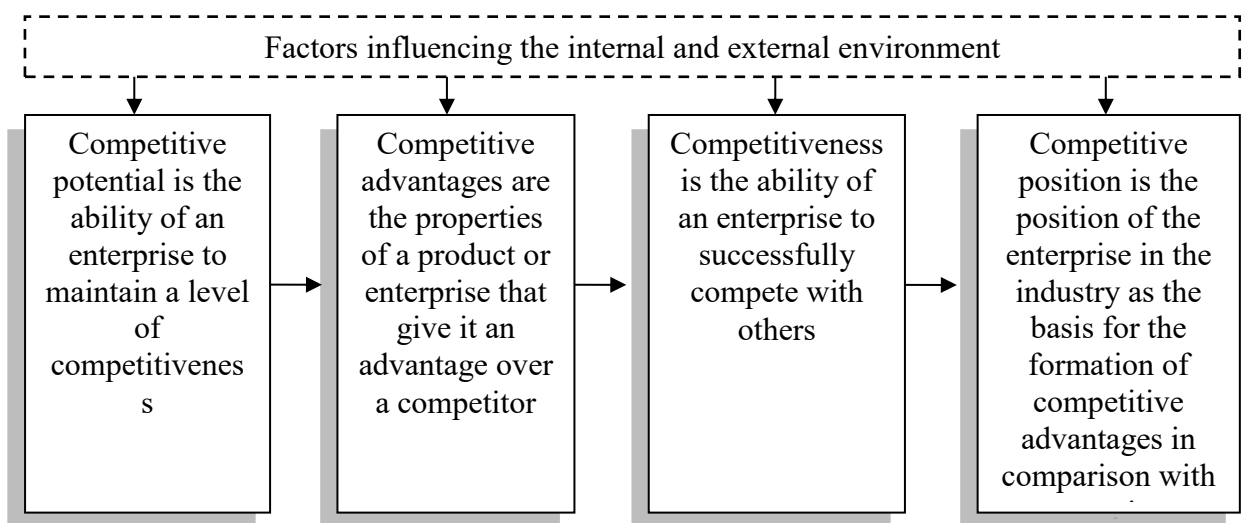 Factors influencing the internal and external environment
Competitive
potential is the
ability of an
enterprise to
maintain a level
of
competitivenes
s
Competitive
advantages are
the properties
of a product or
enterprise that
give it an
advantage over
a competitor
Competitiveness
is the ability of
an enterprise to
successfully
compete with
others
Competitive
position is the
position of the
enterprise in the
industry as the
basis for the
formation of
competitive
advantages in
comparison with